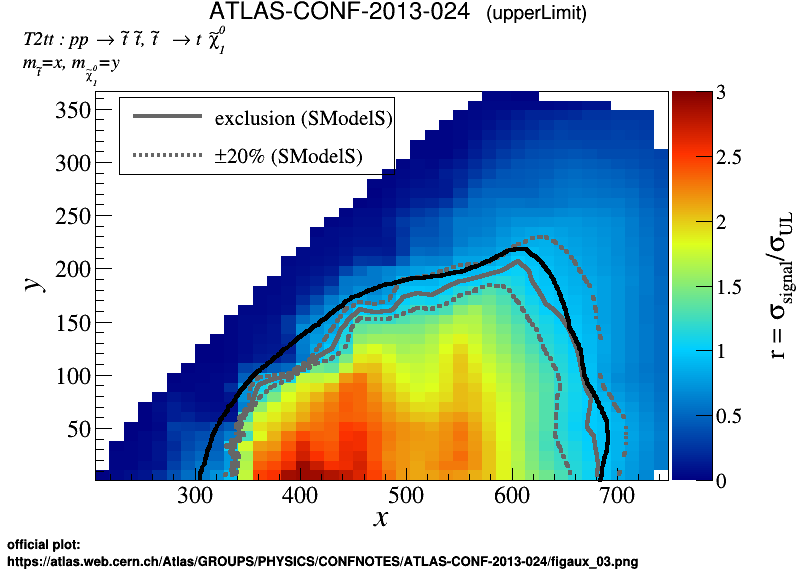 ATLAS-CONF-2013-024 (upperLimit)
T2tt : pp → t̃ t̃, t̃ → t χ̃₁⁰
m_t̃=x, m_χ̃₁⁰=y
exclusion (SModelS)
±20% (SModelS)
350
300
250
200
150
100
50
y
300 400 500 600 700
x
3
2.5
2
1.5
1
0.5
0
r = σ_signal/σ_UL
official plot:
https://atlas.web.cern.ch/Atlas/GROUPS/PHYSICS/CONFNOTES/ATLAS-CONF-2013-024/figaux_03.png